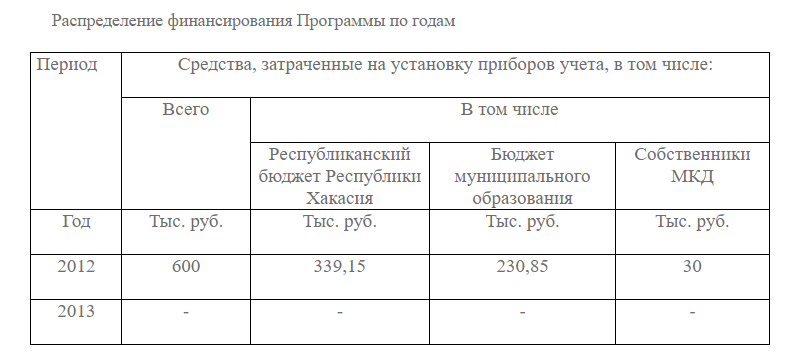 Распределение финансирования Программы по годам
Период
Средства, затраченные на установку приборов учета, в том числе:
Всего
В том числе
Республиканский
бюджет Республики
Хакасия
Бюджет
муниципального
образования
Собственники
МКД
Год
Тыс. руб.
Тыс. руб.
Тыс. руб.
Тыс. руб.
2012
600
339,15
230,85
30
2013
-
-
-
-